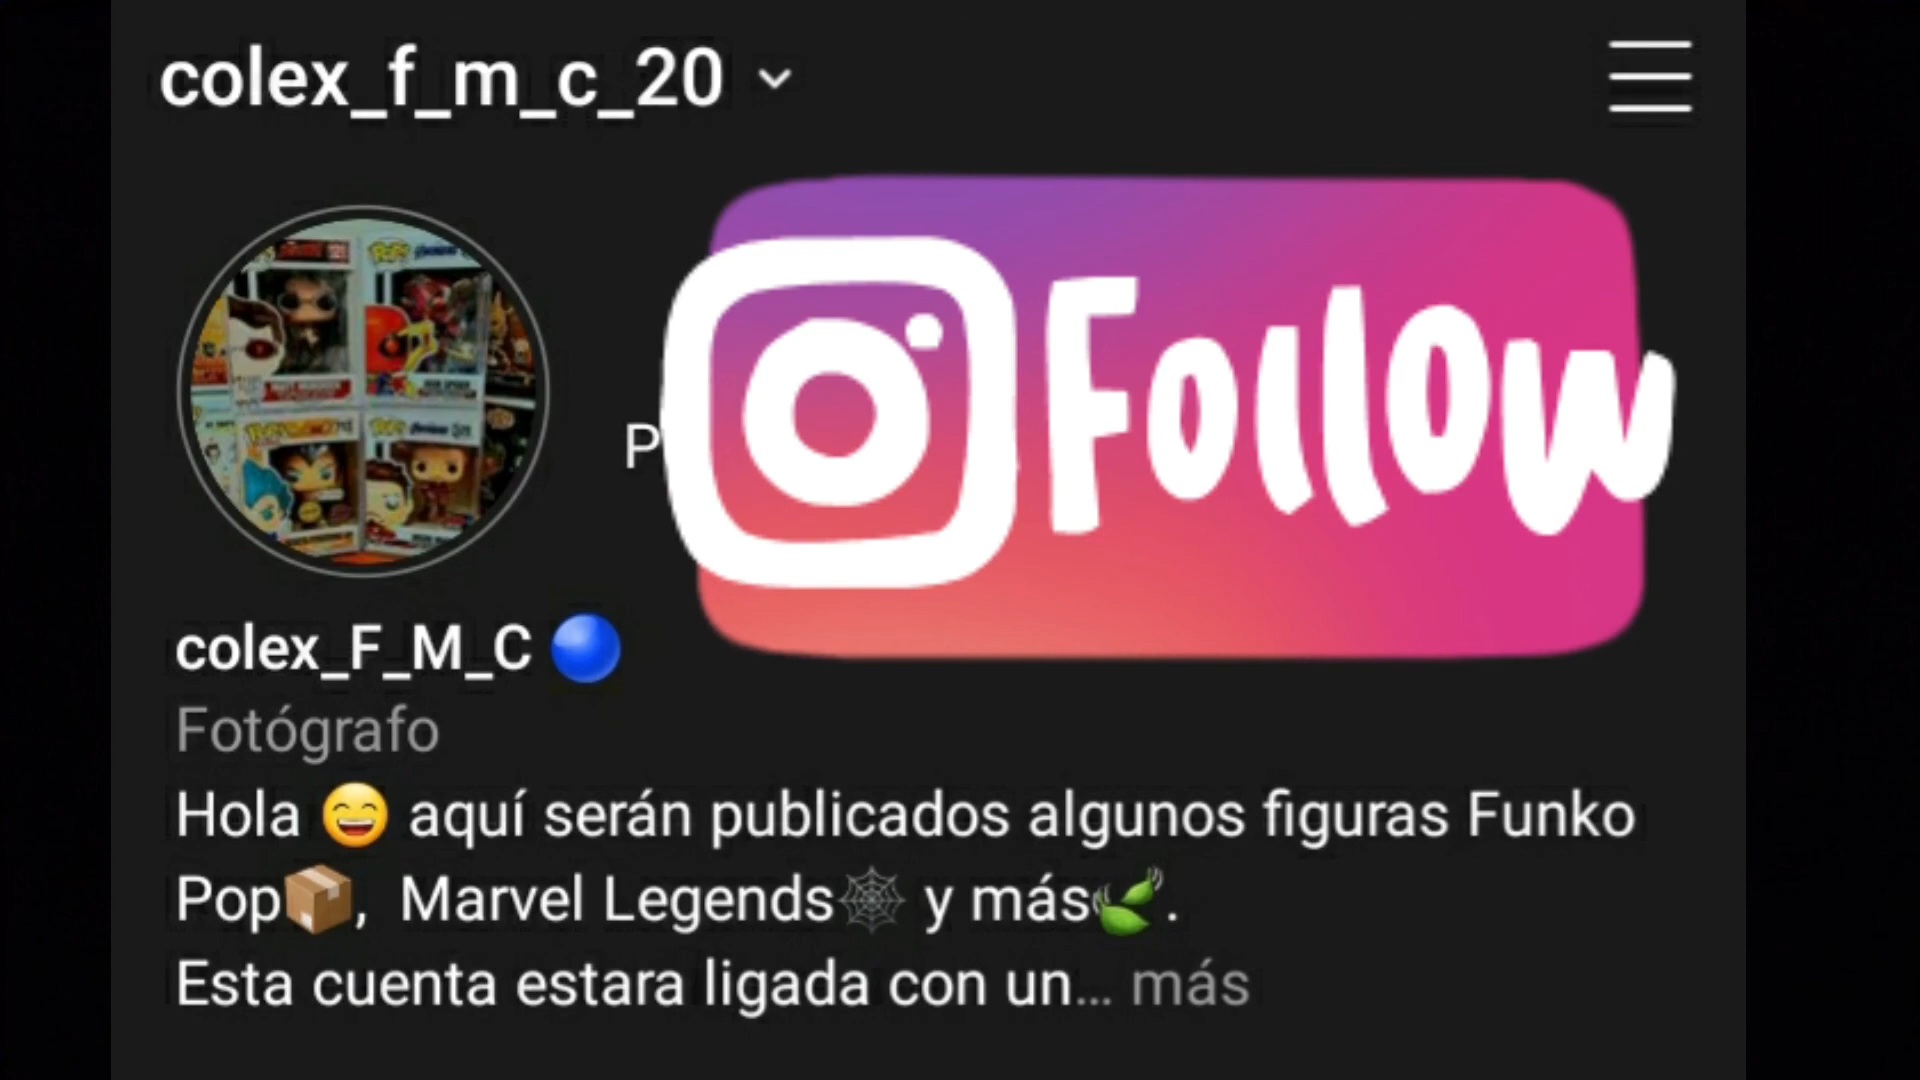 colex_f_m_c_20
Follow
P
colex_F_M_C 🔵
Fotógrafo
Hola 😄 aquí serán publicados algunos figuras Funko
Pop📦, Marvel Legends🕸 y más🍃.
Esta cuenta estara ligada con un... más